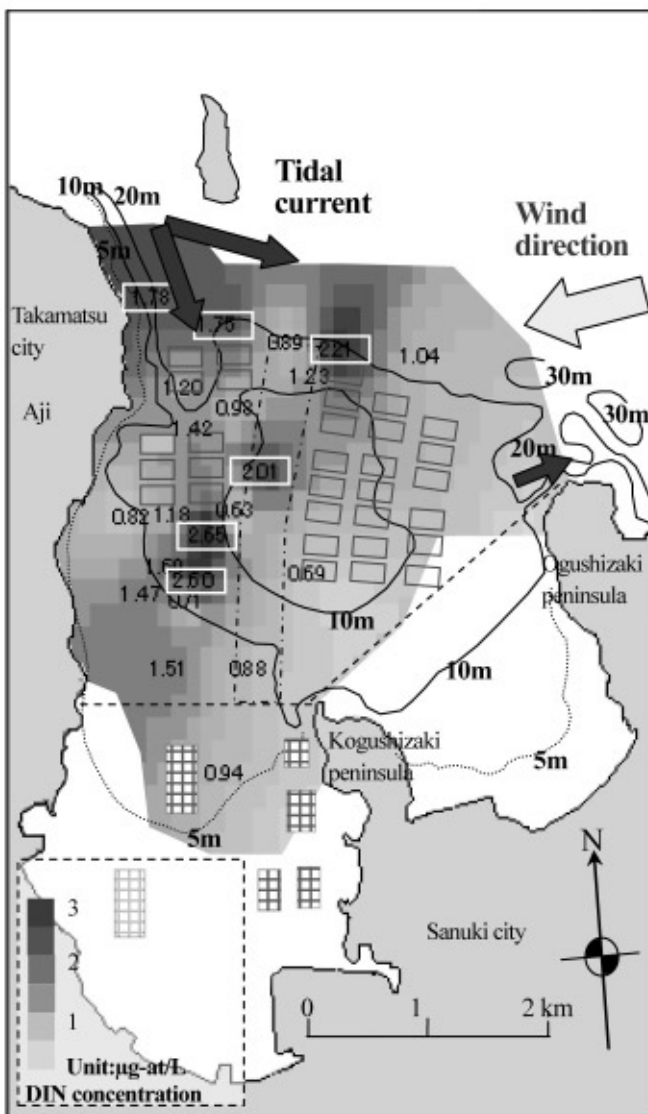 Tidal
current
10m
20m
5m
Wind
direction
1.78
Takamatsu
city
1.75
0.89
2.21
1.04
30m
1.20
1.23
30m
Aji
0.98
20m
1.42
2.01
0.82
1.18
0.63
2.65
0.69
Ogushizaki
peninsula
2.60
1.47
0.71
10m
1.51
0.88
10m
Kogushizaki
peninsula
0.94
5m
5m
N
3
2
1
Sanuki city
0
1
2 km
Unit:μg-at/L
DIN concentration